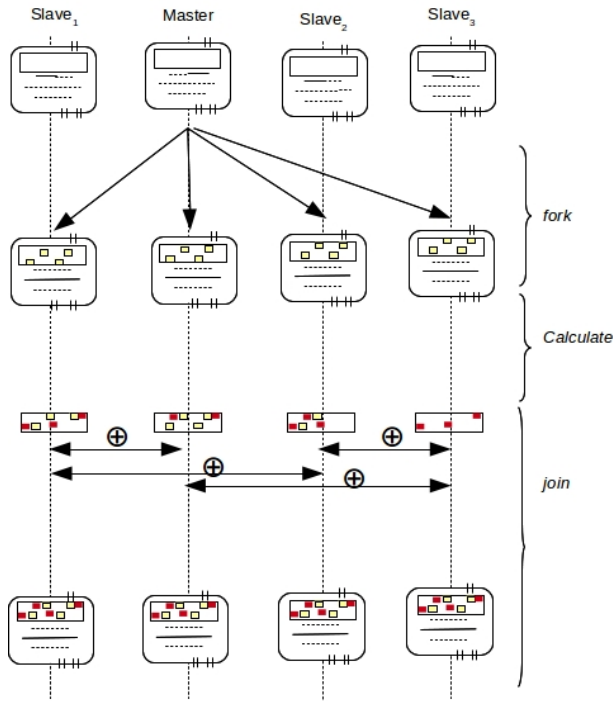 Slave₁
Master
Slave₂
Slave₃
fork
Calculate
⊕
⊕
⊕
⊕
join